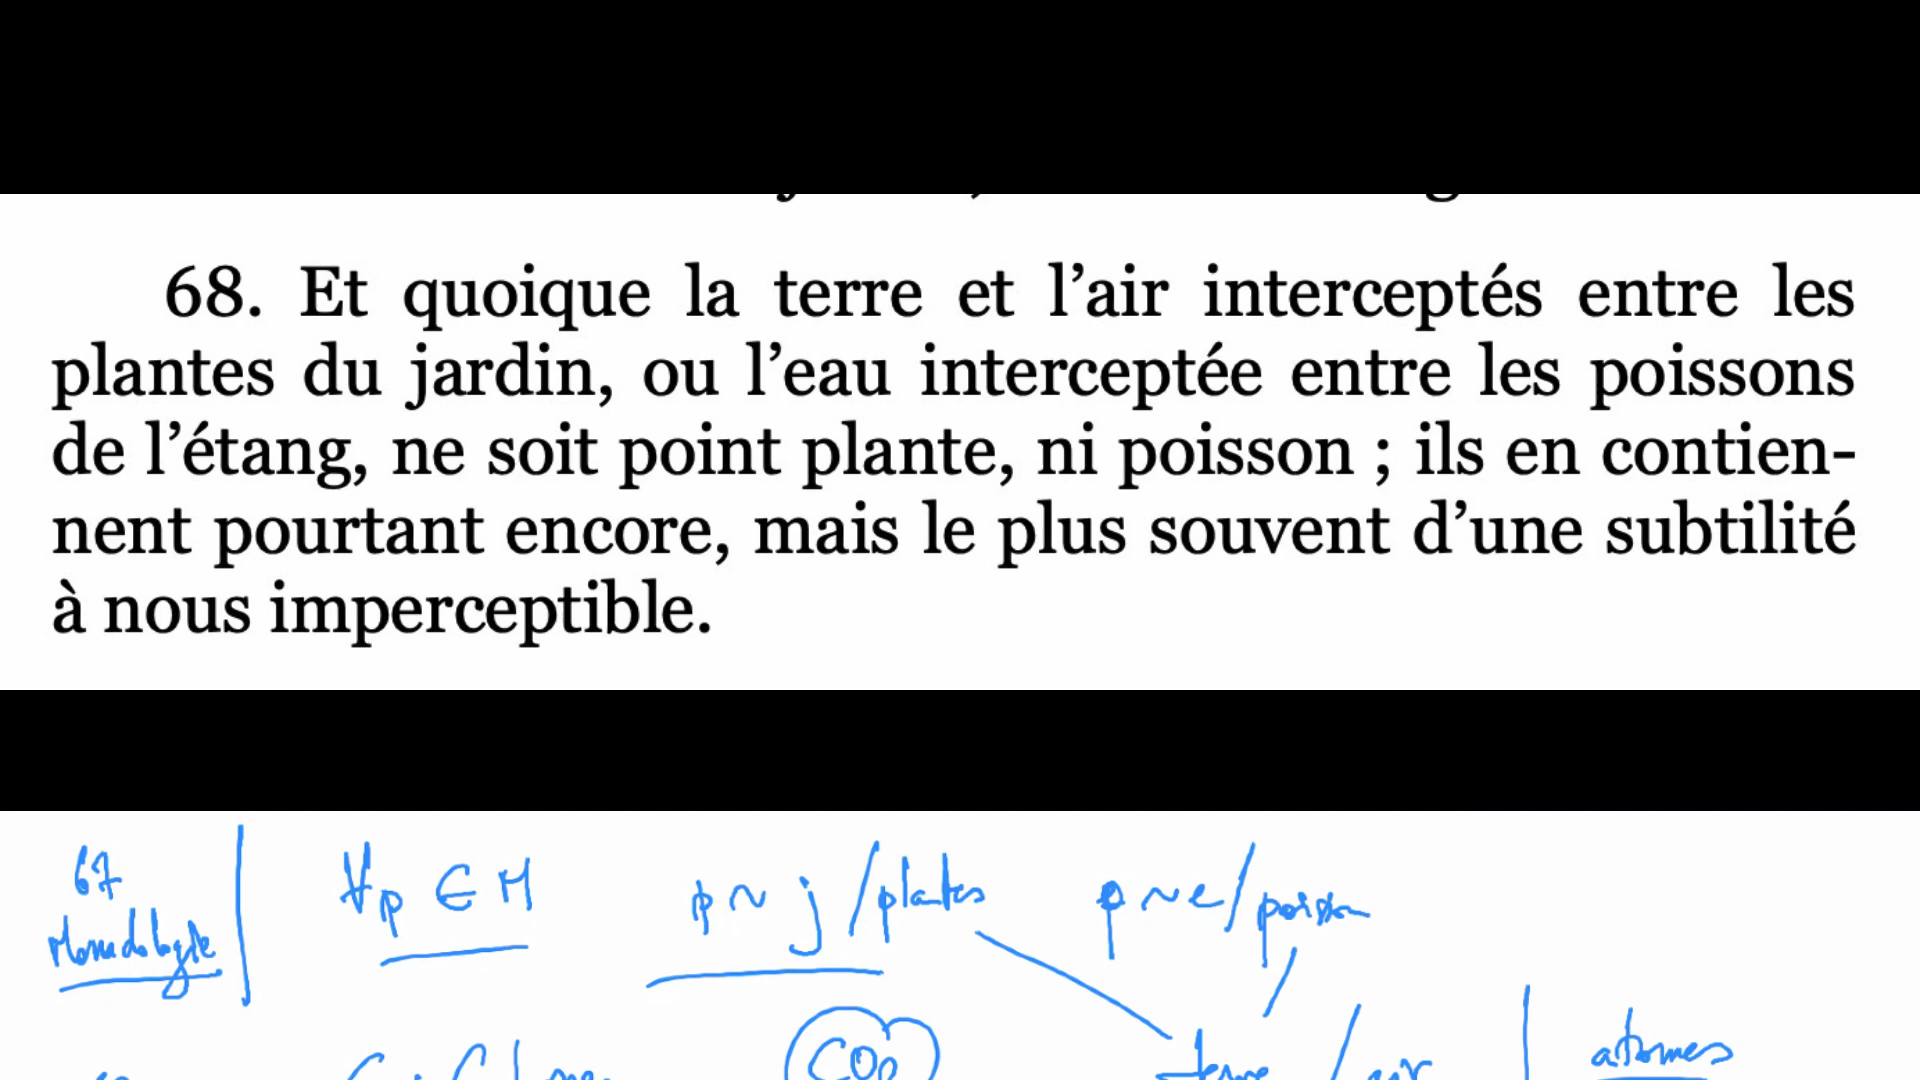 68. Et quoique la terre et l’air interceptés entre les
plantes du jardin, ou l’eau interceptée entre les poissons
de l’étang, ne soit point plante, ni poisson ; ils en contien-
nent pourtant encore, mais le plus souvent d’une subtilité
à nous imperceptible.
67 ∀p ∈ M p ~ j / plantes p ~ e / poisson
Monadologie
terre / air atomes